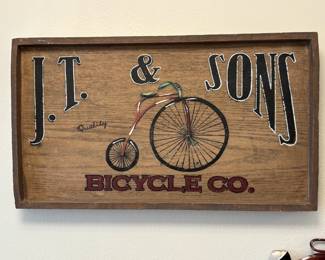 J.T. & SONS
Quality
BICYCLE CO.